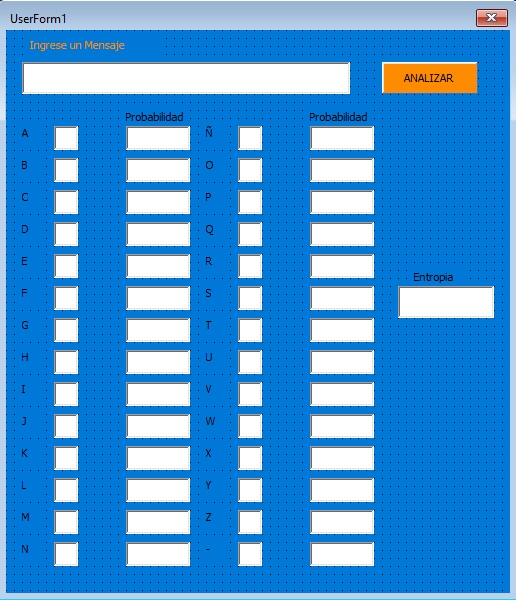 UserForm1
Ingrese un Mensaje
ANALIZAR
Probabilidad Probabilidad
A Ñ
B O
C P
D Q
E R
Entropia
F S
G T
H U
I V
J W
K X
L Y
M Z
N -